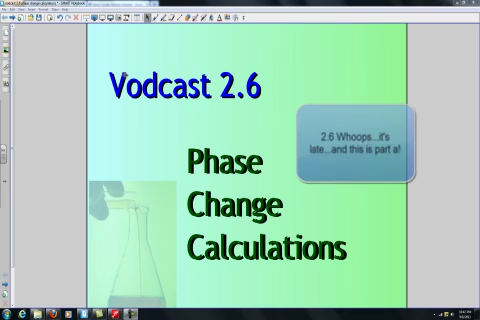 Vodcast 2.6
2.6 Whoops...it's
late...and this is part a!
Phase
Change
Calculations